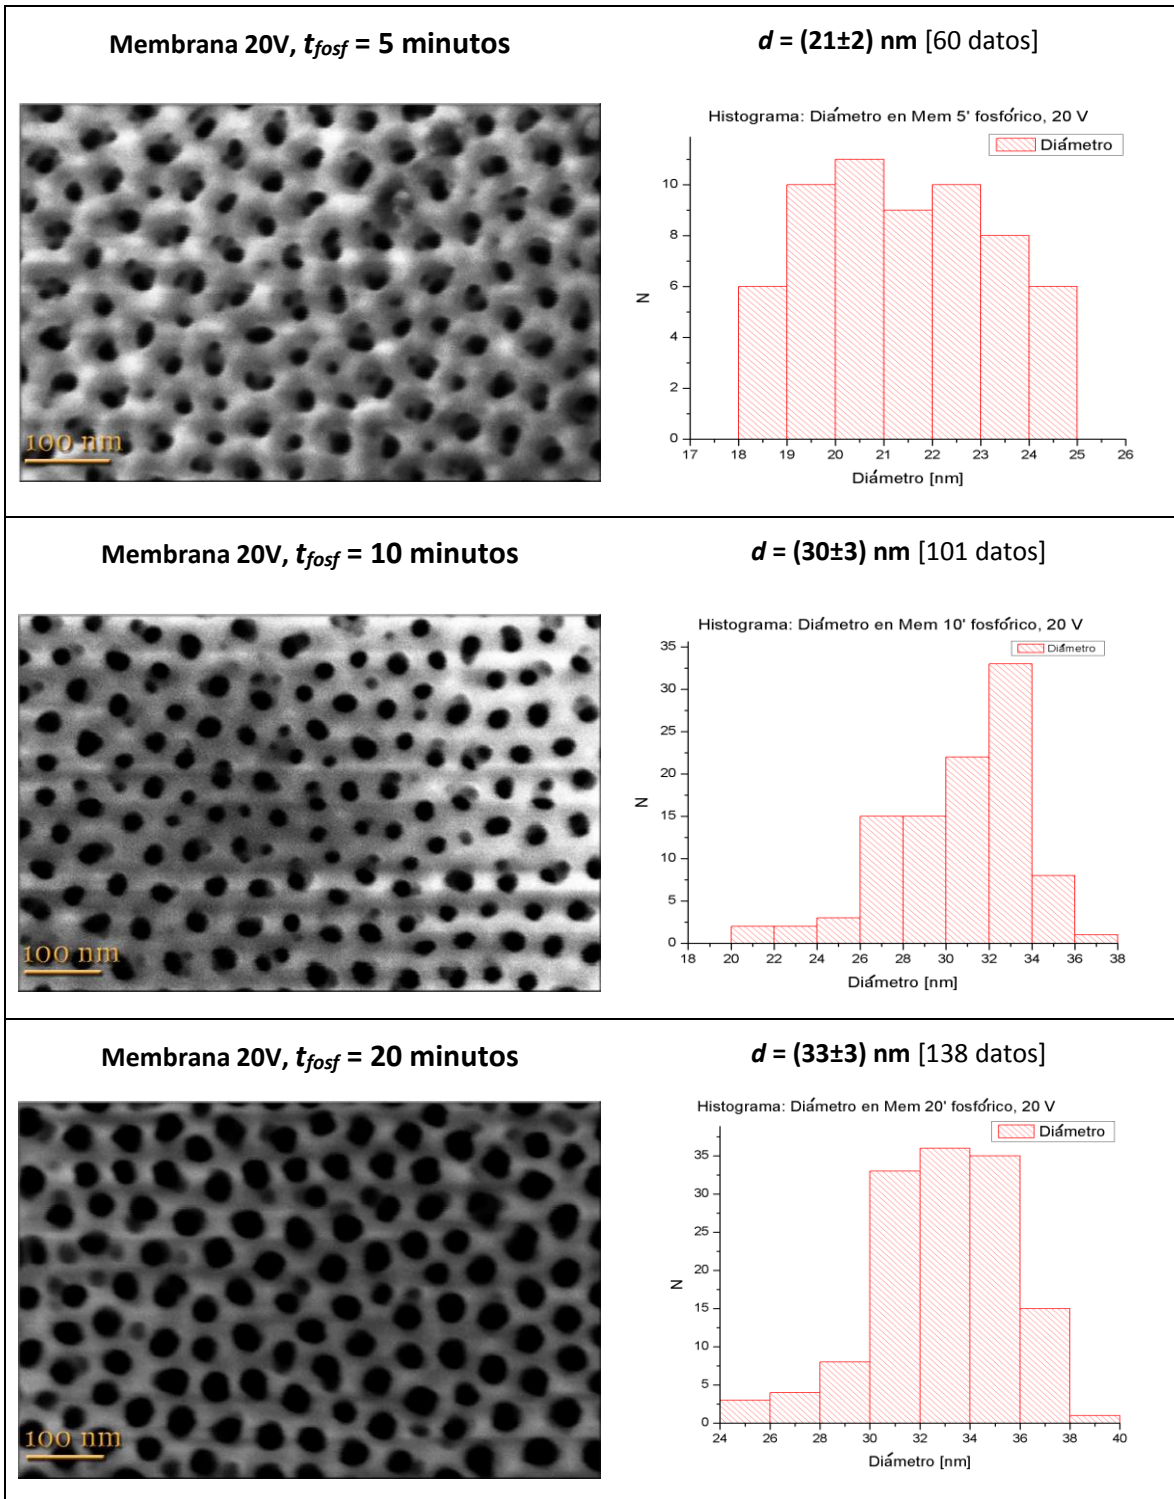 Membrana 20V, tfosf = 5 minutos
d = (21±2) nm [60 datos]
100 nm
Histograma: Diámetro en Mem 5' fosfórico, 20 V
Diámetro
N
10
8
6
4
2
0
17 18 19 20 21 22 23 24 25 26
Diámetro [nm]
Membrana 20V, tfosf = 10 minutos
d = (30±3) nm [101 datos]
100 nm
Histograma: Diámetro en Mem 10' fosfórico, 20 V
Diámetro
N
35
30
25
20
15
10
5
0
18 20 22 24 26 28 30 32 34 36 38
Diámetro [nm]
Membrana 20V, tfosf = 20 minutos
d = (33±3) nm [138 datos]
100 nm
Histograma: Diámetro en Mem 20' fosfórico, 20 V
Diámetro
N
35
30
25
20
15
10
5
0
24 26 28 30 32 34 36 38 40
Diámetro [nm]